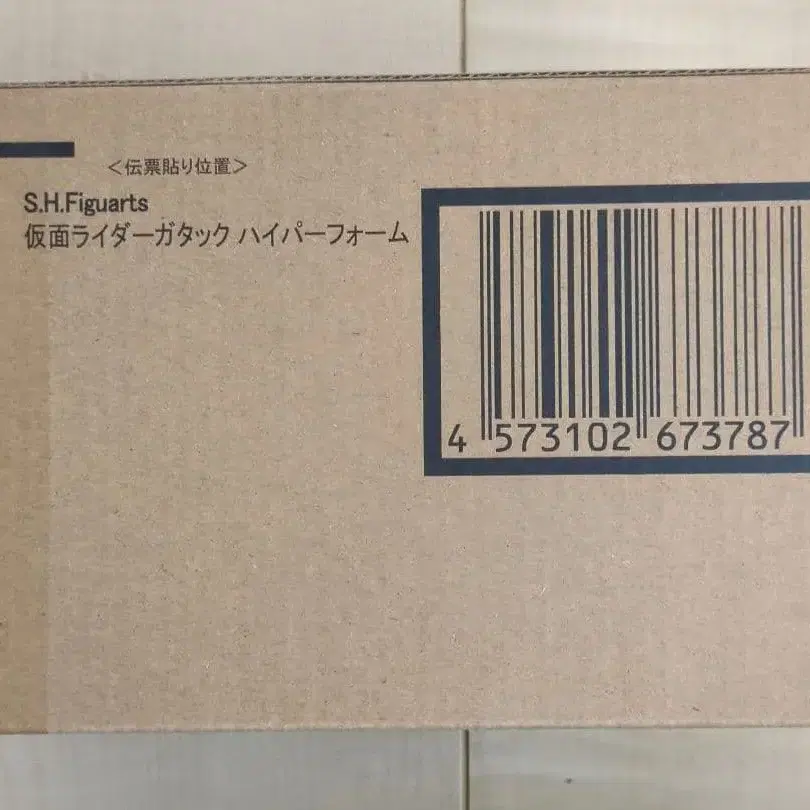 ＜伝票貼り位置＞
S.H.Figuarts
仮面ライダーガタック ハイパーフォーム
4 573102 673787